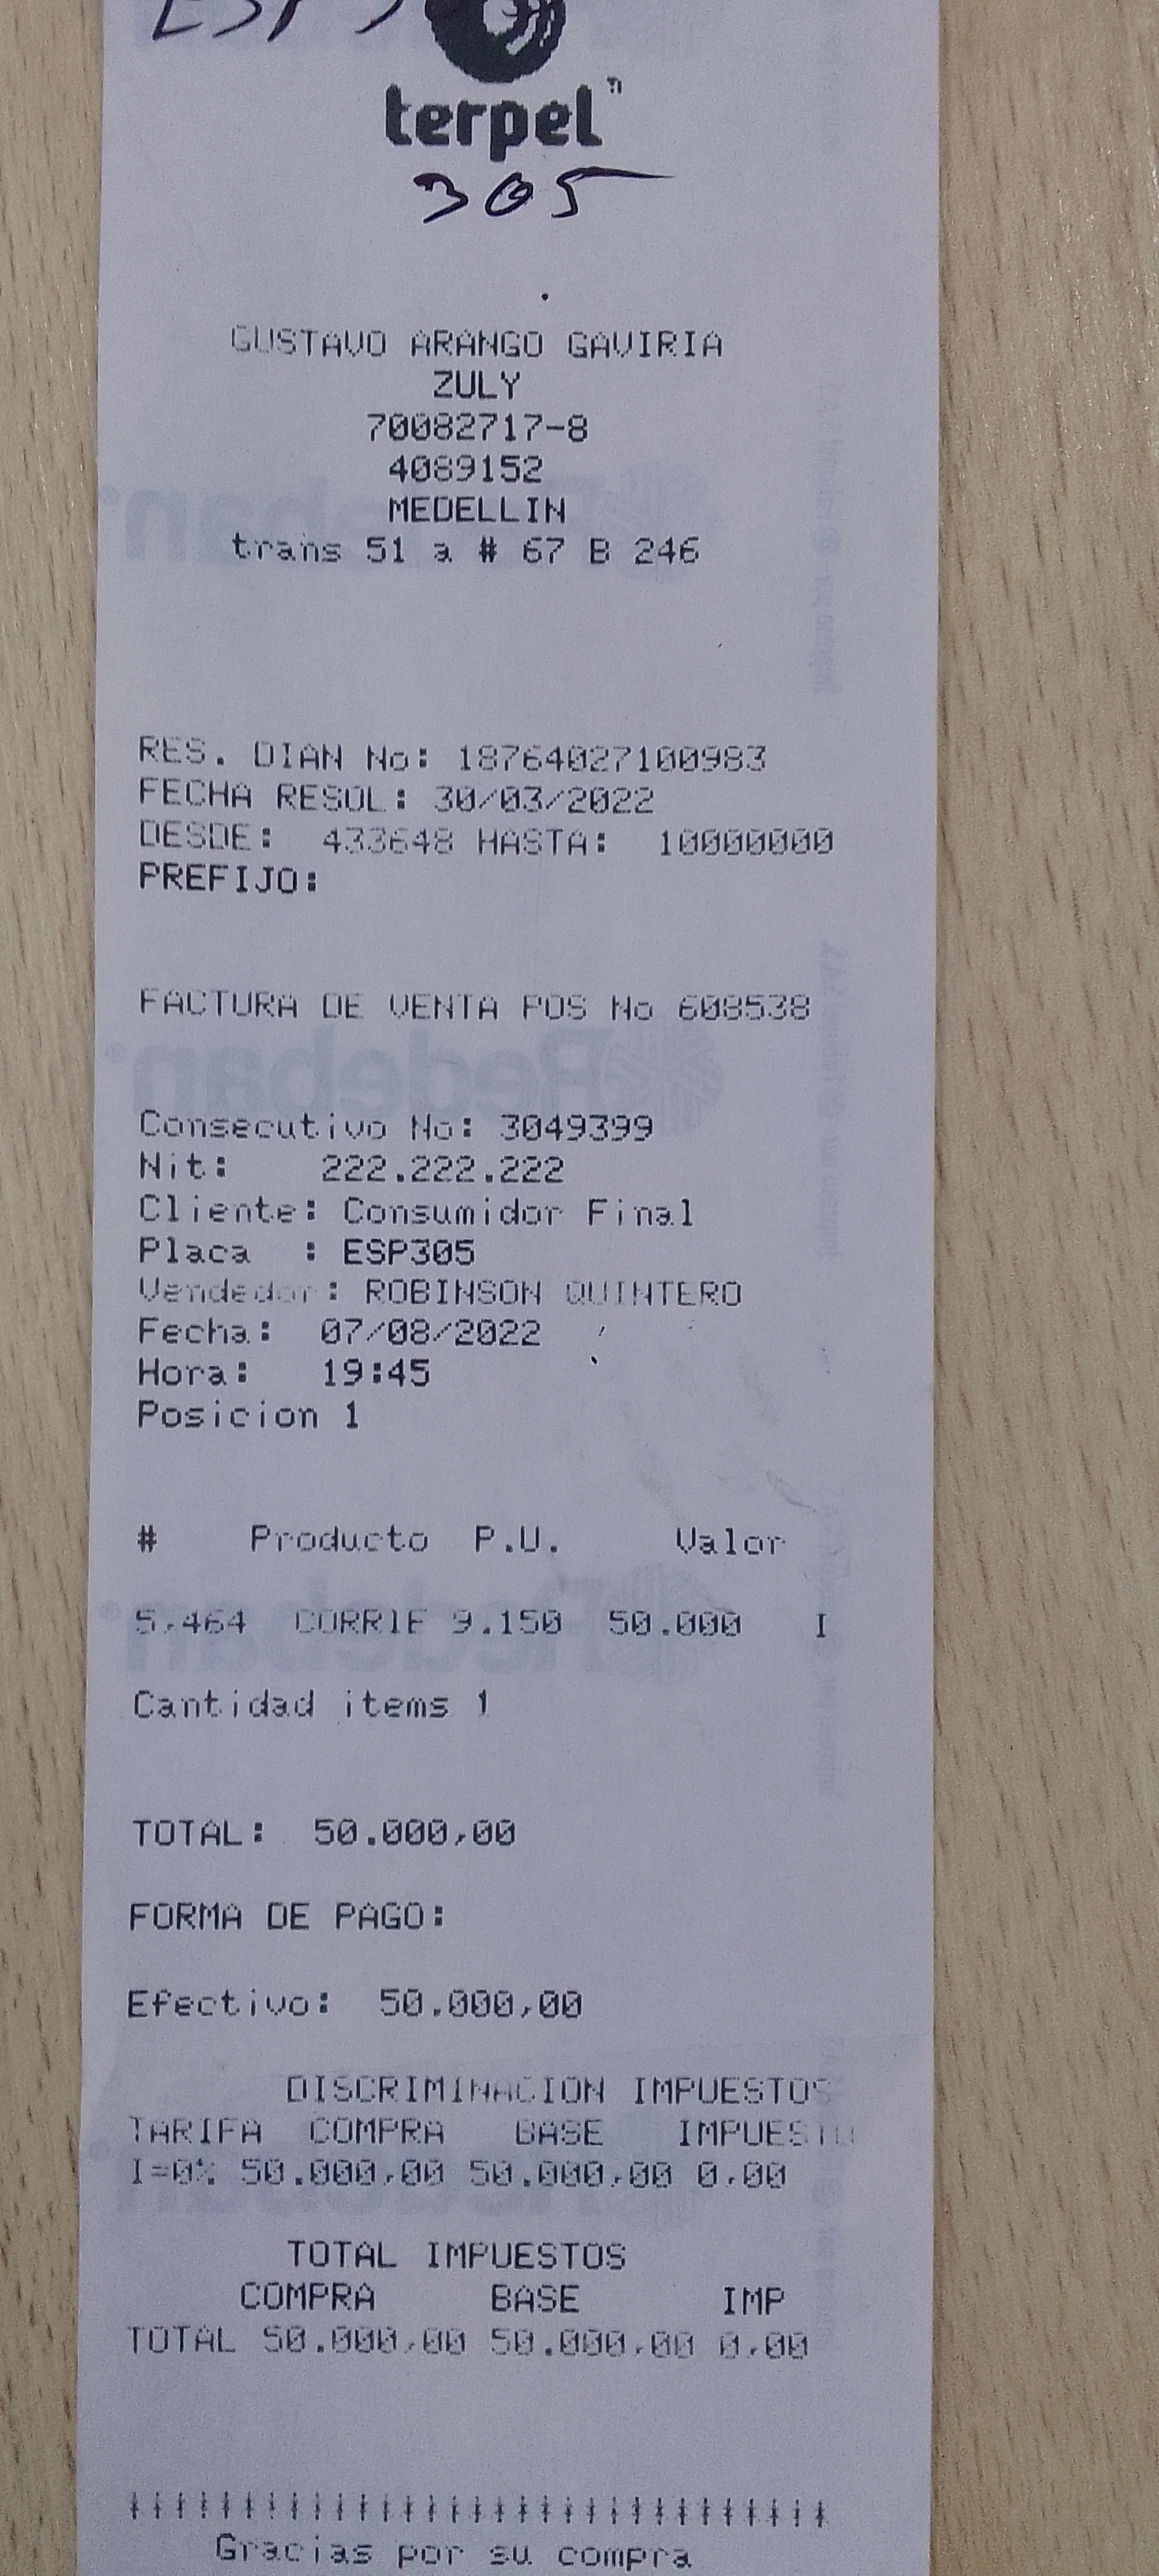 ESP 3
terpel
305
GUSTAVO ARANGO GAVIRIA
ZULY
70082717-8
4089152
MEDELLIN
trans 51 a # 67 B 246
RES. DIAN No: 18764027100983
FECHA RESOL: 30/03/2022
DESDE: 433648 HASTA: 10000000
PREFIJO:
FACTURA DE VENTA POS No 608538
Consecutivo No: 3049399
Nit: 222.222.222
Cliente: Consumidor Final
Placa : ESP305
Vendedor: ROBINSON QUINTERO
Fecha: 07/08/2022
Hora: 19:45
Posicion 1
# Producto P.U. Valor
5,464 CORRIE 9.150 50.000 I
Cantidad items 1
TOTAL: 50.000,00
FORMA DE PAGO:
Efectivo: 50.000,00
DISCRIMINACION IMPUESTOS
TARIFA COMPRA BASE IMPUESTO
I=0% 50.000,00 50.000,00 0,00
TOTAL IMPUESTOS
COMPRA BASE IMP
TOTAL 50.000,00 50.000,00 0,00
Gracias por su compra